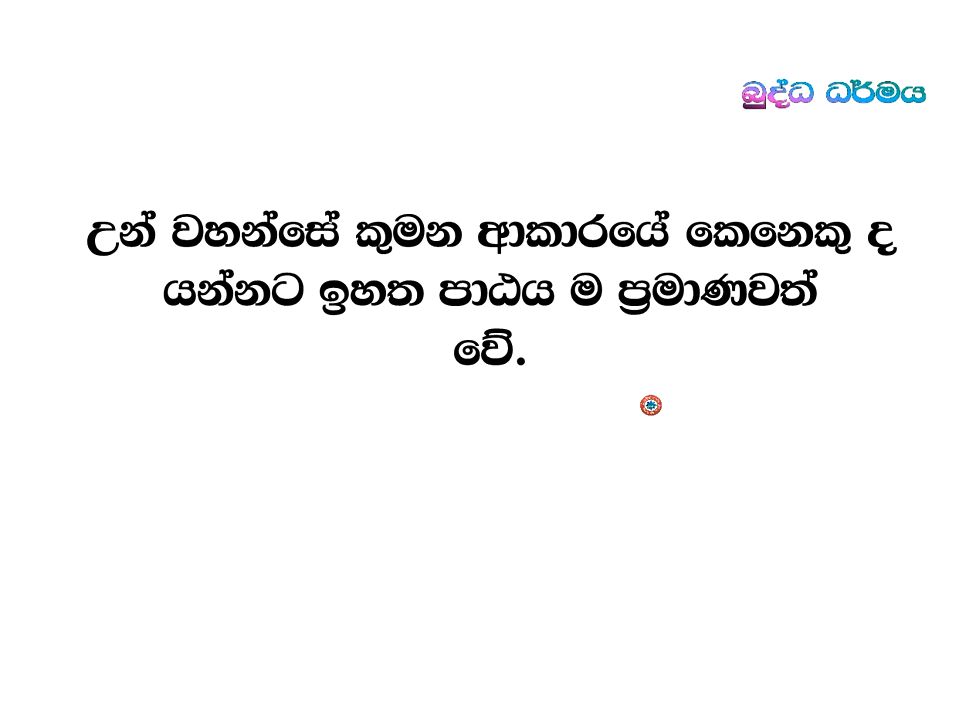 බුද්ධ ධර්මය
උන් වහන්සේ කුමන ආකාරයේ කෙනෙකු ද
යන්නට ඉහත පාඨය ම ප්‍රමාණවත්
වේ.